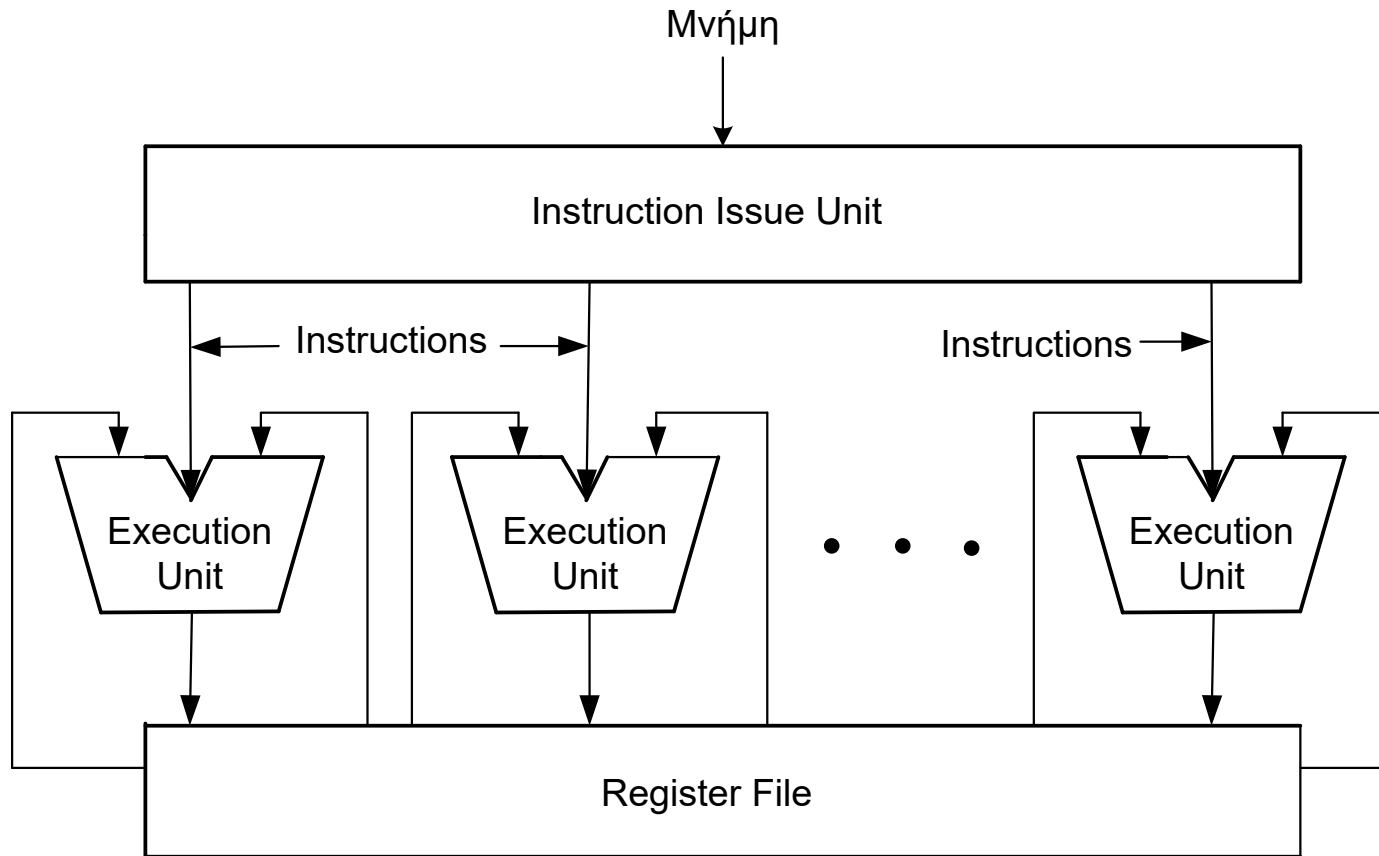 Μνήμη
Instruction Issue Unit
Instructions
Instructions
Execution
Unit
Execution
Unit
Execution
Unit
Register File